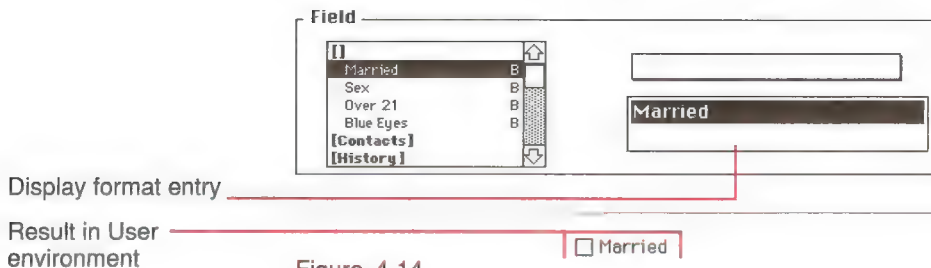 Field
[]
Married B
Sex B
Over 21 B
Blue Eyes B
[Contacts]
[History]
Married
Display format entry
Result in User
environment
Married
Figure 4-14